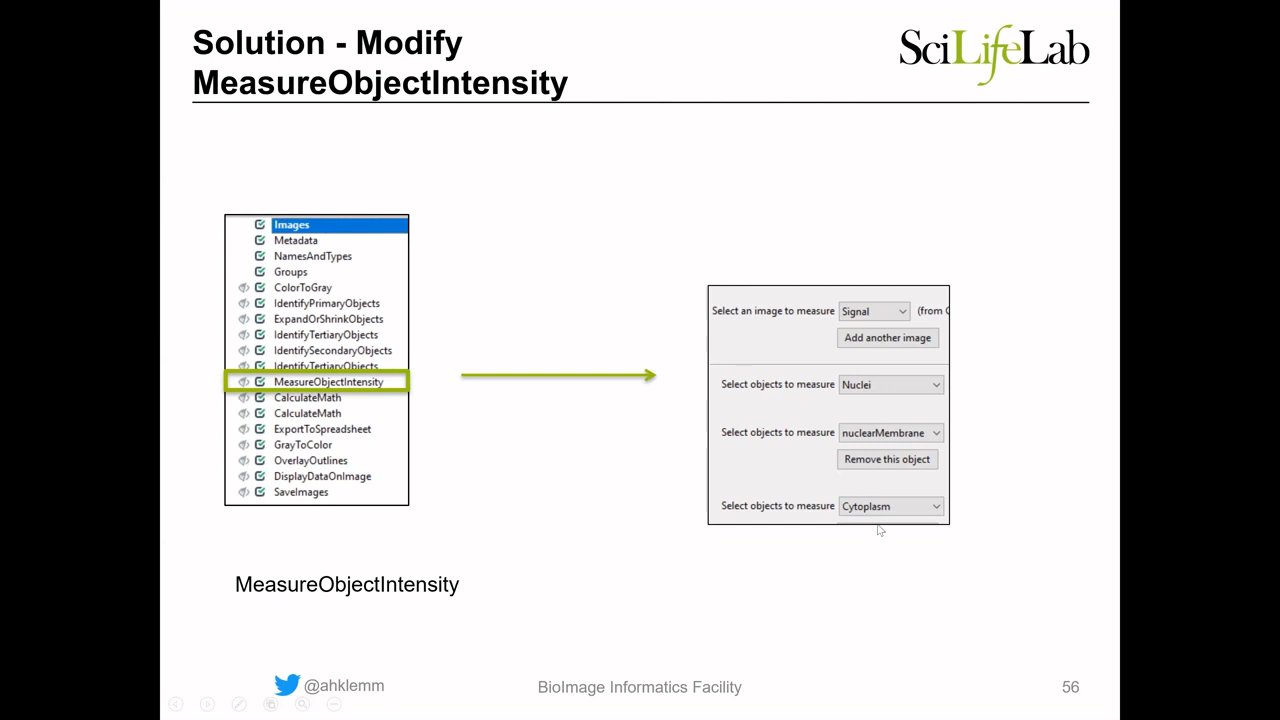 Solution - Modify
MeasureObjectIntensity
SciLifeLab
Images
Metadata
NamesAndTypes
Groups
ColorToGray
IdentifyPrimaryObjects
ExpandOrShrinkObjects
IdentifyTertiaryObjects
IdentifySecondaryObjects
IdentifyTertiaryObjects
MeasureObjectIntensity
CalculateMath
CalculateMath
ExportToSpreadsheet
GrayToColor
OverlayOutlines
DisplayDataOnImage
SaveImages
Select an image to measure Signal (from
Add another image
Select objects to measure Nuclei
Select objects to measure nuclearMembrane
Remove this object
Select objects to measure Cytoplasm
MeasureObjectIntensity
@ahklemm BioImage Informatics Facility 56